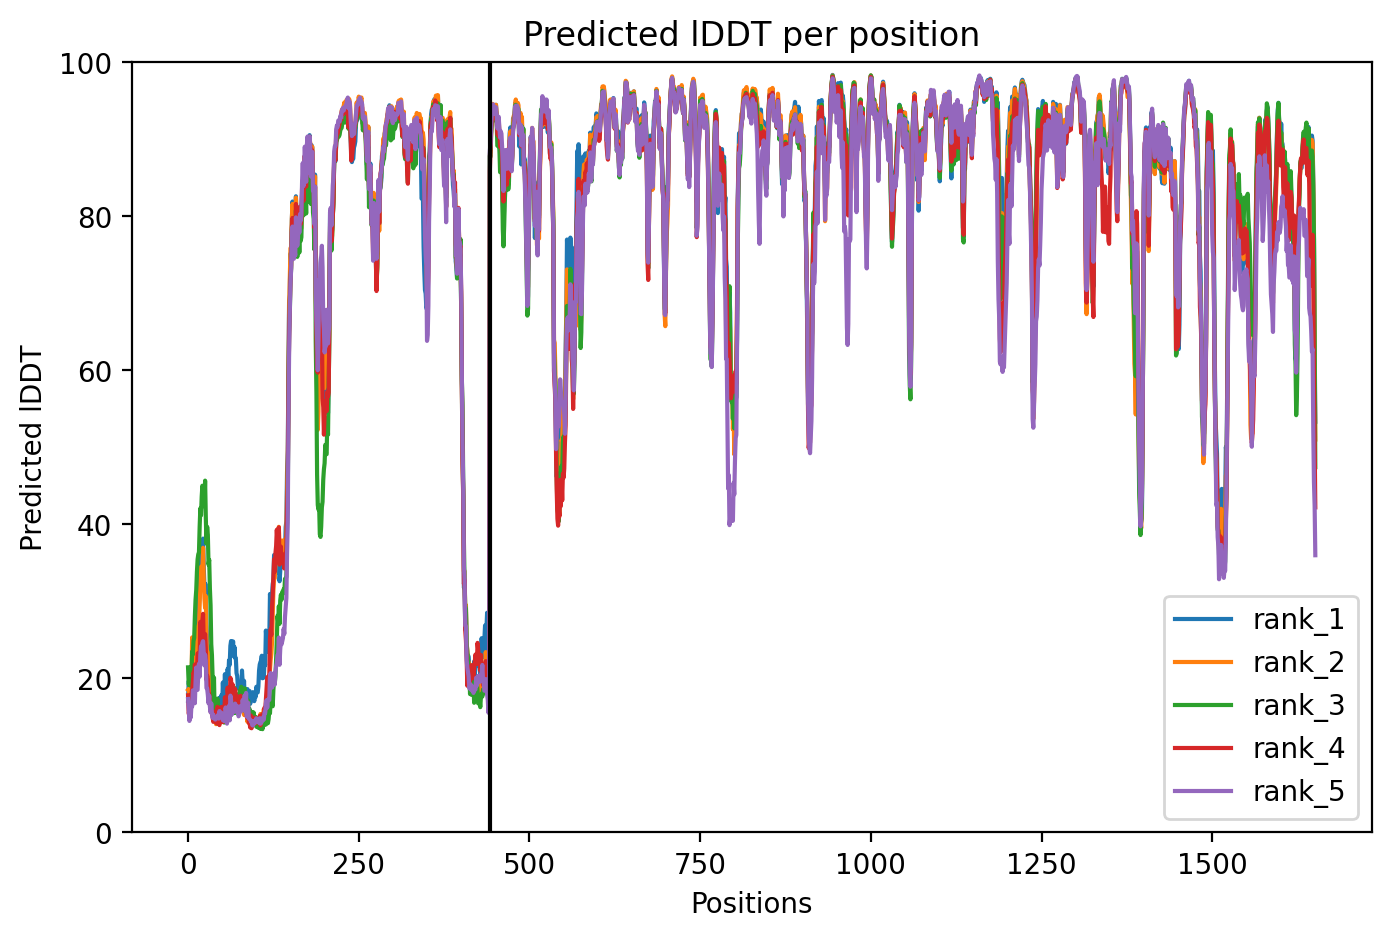 Predicted lDDT per position
100
80
60
40
20
0
Predicted lDDT
0 250 500 750 1000 1250 1500
Positions
rank_1
rank_2
rank_3
rank_4
rank_5